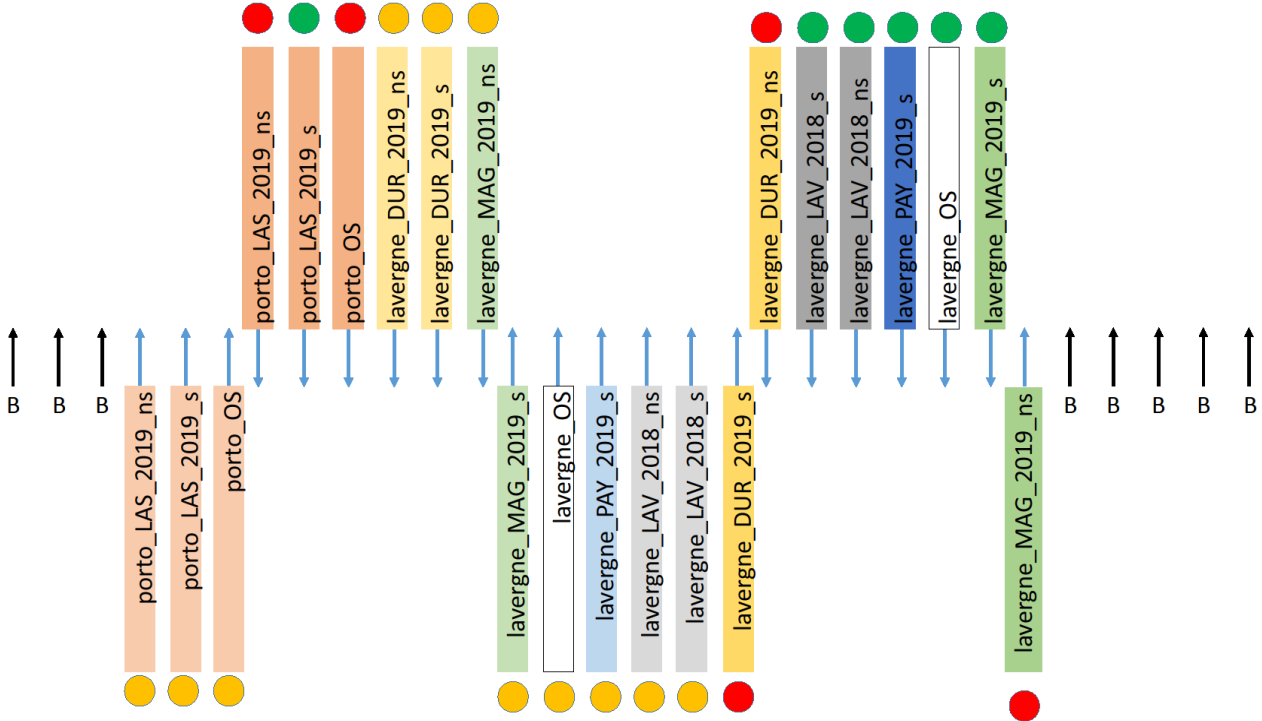 porto_LAS_2019_ns
porto_LAS_2019_s
porto_OS
lavergne_DUR_2019_ns
lavergne_DUR_2019_s
lavergne_MAG_2019_ns
lavergne_DUR_2019_ns
lavergne_LAV_2018_s
lavergne_LAV_2018_ns
lavergne_PAY_2019_s
lavergne_OS
lavergne_MAG_2019_s
B
B
B
B
B
B
B
B
porto_LAS_2019_ns
porto_LAS_2019_s
porto_OS
lavergne_MAG_2019_s
lavergne_OS
lavergne_PAY_2019_s
lavergne_LAV_2018_ns
lavergne_LAV_2018_s
lavergne_DUR_2019_s
lavergne_MAG_2019_ns